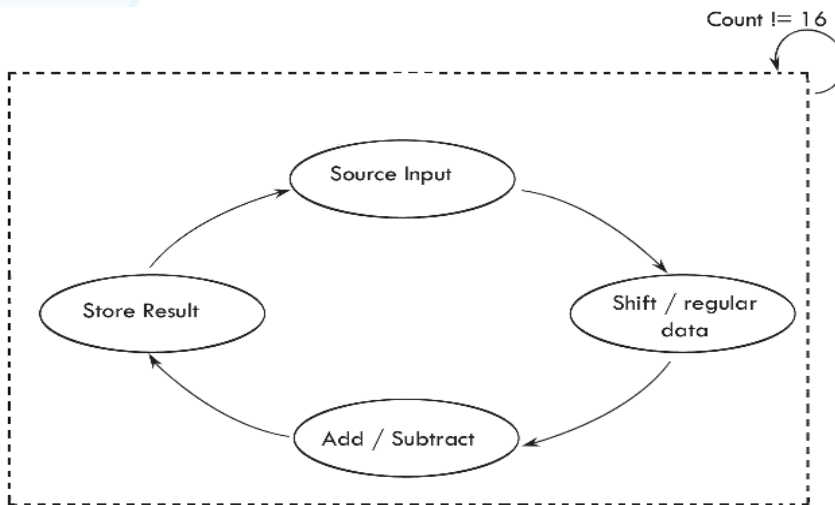 Count != 16
Source Input
Store Result
Shift / regular
data
Add / Subtract